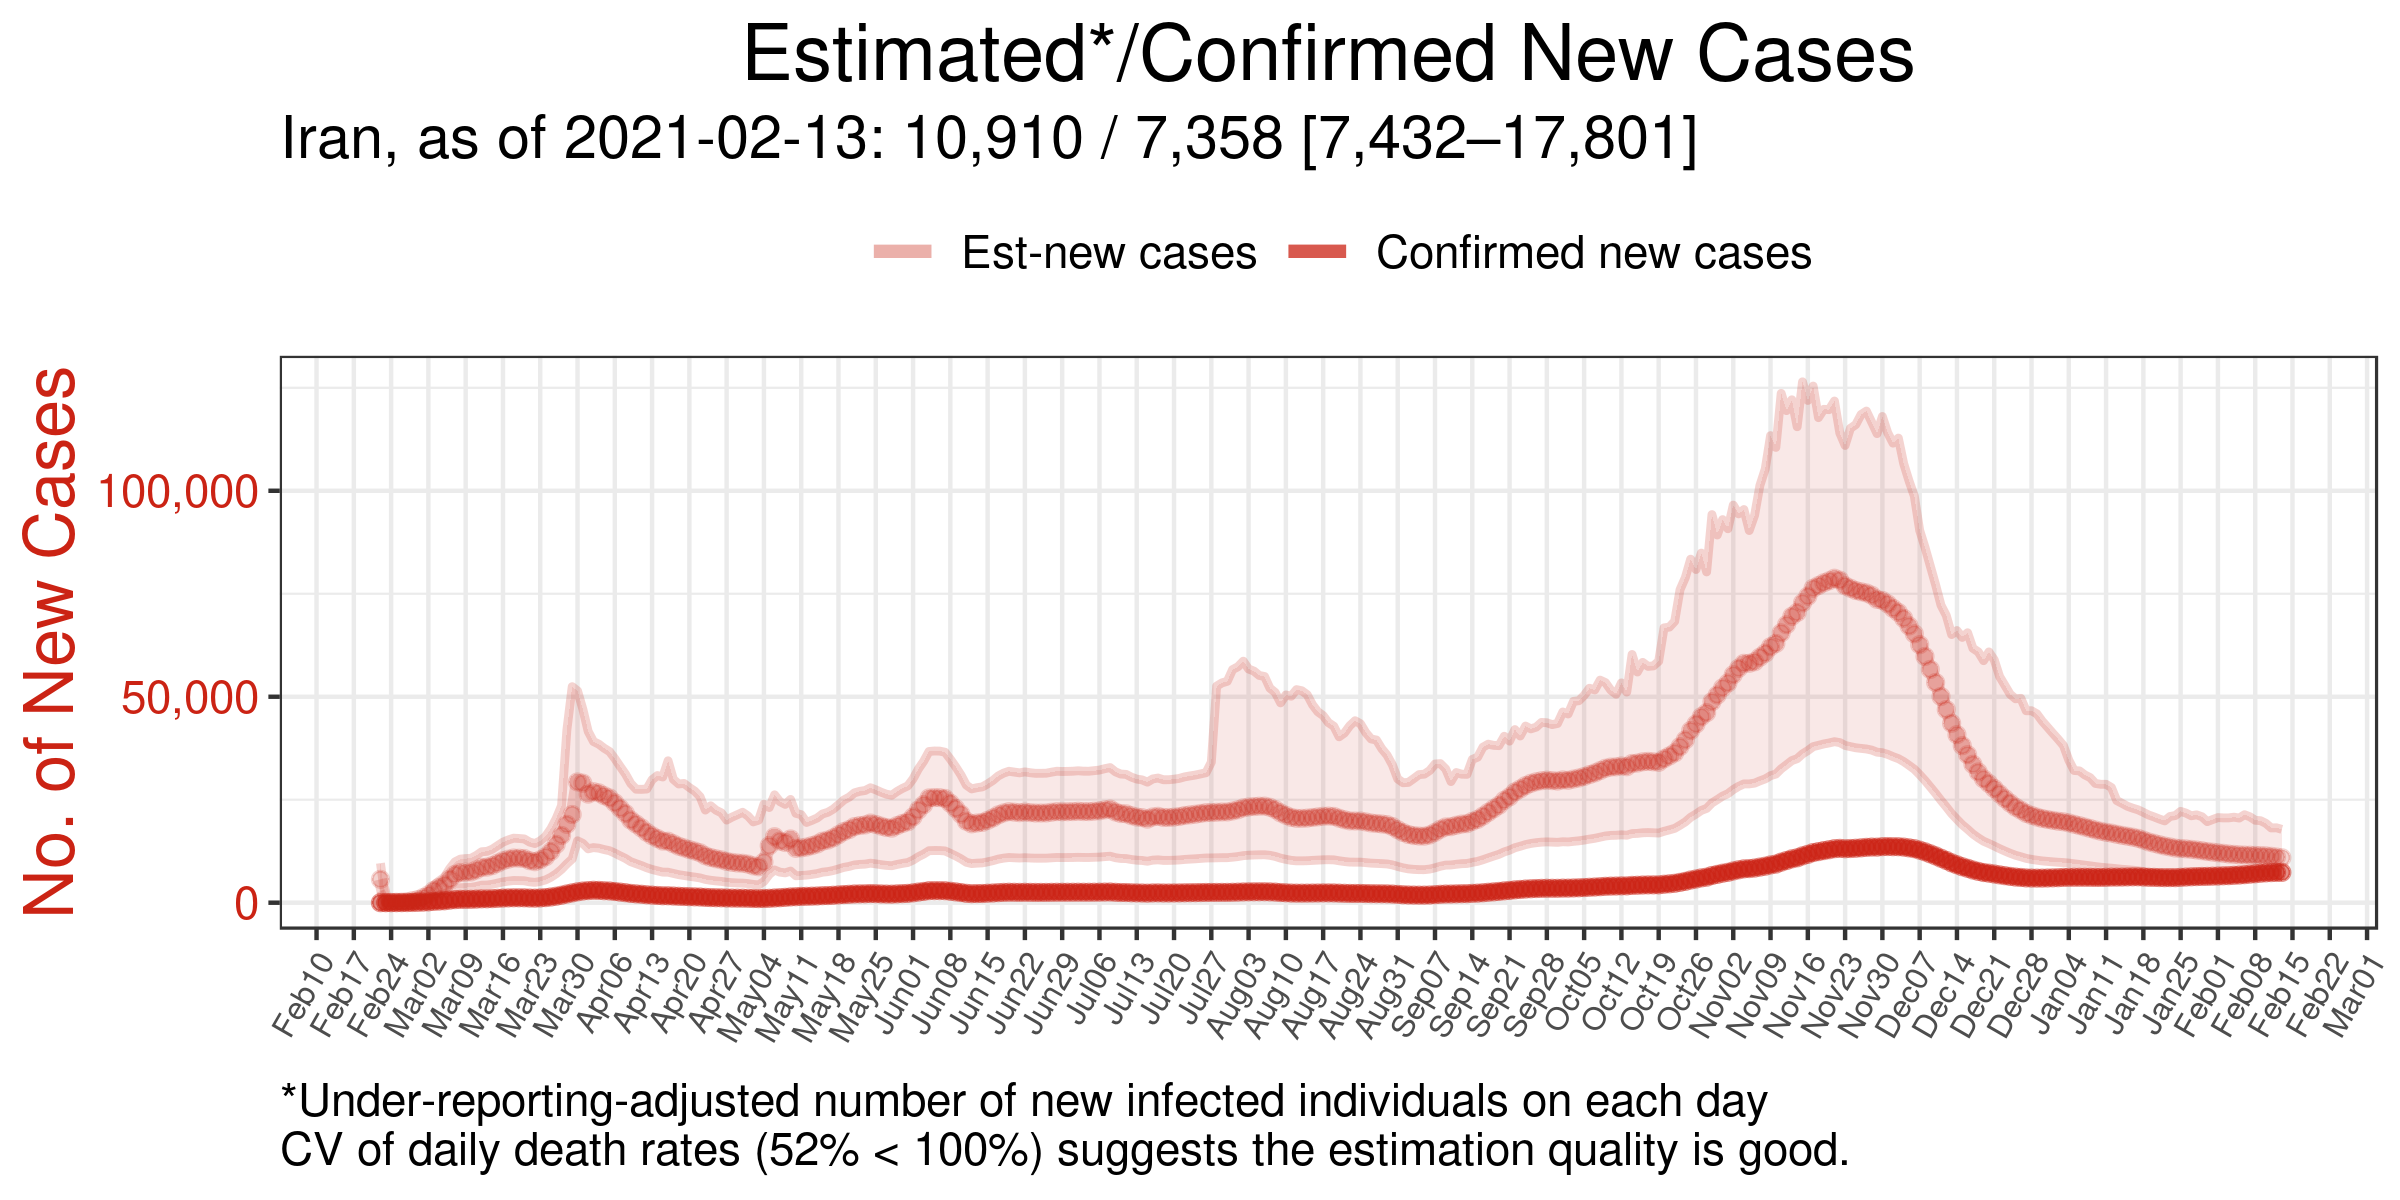 Estimated*/Confirmed New Cases
Iran, as of 2021-02-13: 10,910 / 7,358 [7,432–17,801]
Est-new cases
Confirmed new cases
No. of New Cases
100,000
50,000
0
Feb10
Feb17
Feb24
Mar02
Mar09
Mar16
Mar23
Mar30
Apr06
Apr13
Apr20
Apr27
May04
May11
May18
May25
Jun01
Jun08
Jun15
Jun22
Jun29
Jul06
Jul13
Jul20
Jul27
Aug03
Aug10
Aug17
Aug24
Aug31
Sep07
Sep14
Sep21
Sep28
Oct05
Oct12
Oct19
Oct26
Nov02
Nov09
Nov16
Nov23
Nov30
Dec07
Dec14
Dec21
Dec28
Jan04
Jan11
Jan18
Jan25
Feb01
Feb08
Feb15
Feb22
Mar01
*Under-reporting-adjusted number of new infected individuals on each day
CV of daily death rates (52% < 100%) suggests the estimation quality is good.